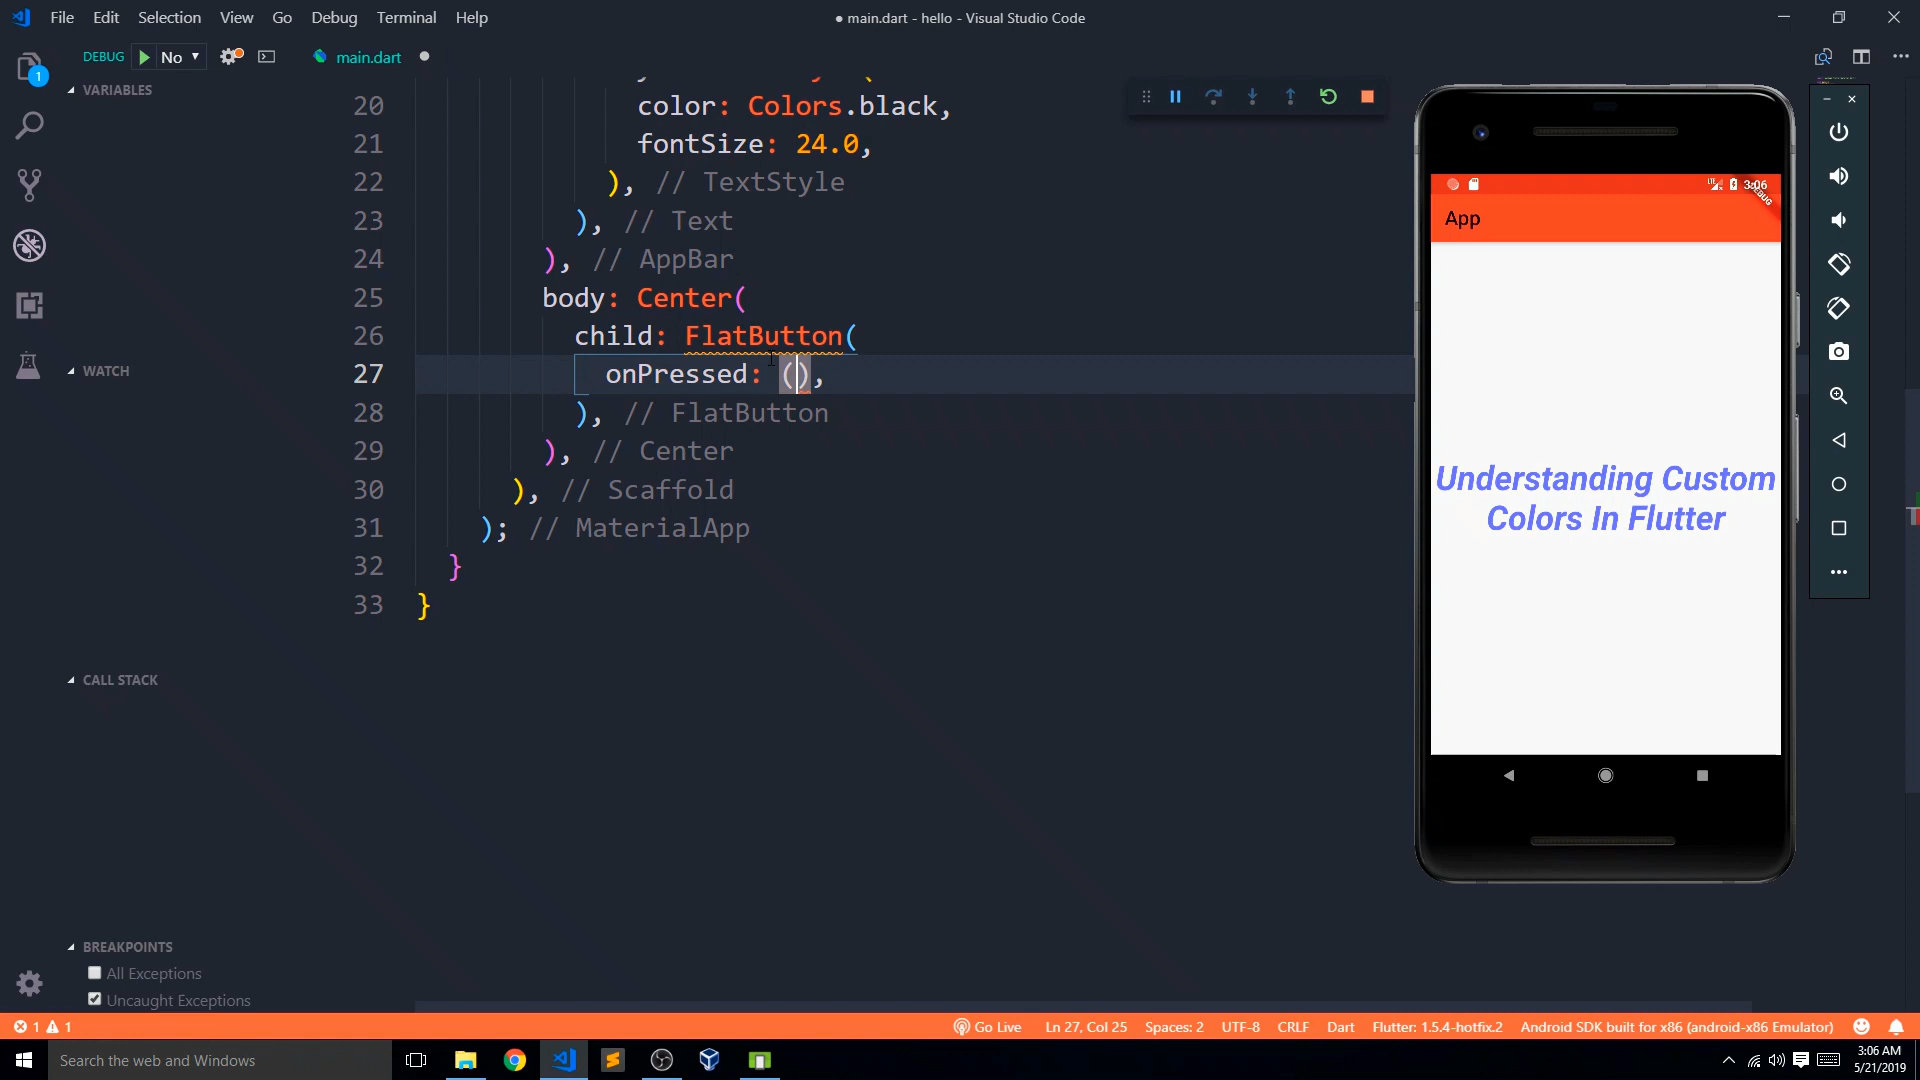 File Edit Selection View Go Debug Terminal Help
● main.dart - hello - Visual Studio Code
DEBUG No
main.dart
1
VARIABLES
20 color: Colors.black,
21 fontSize: 24.0,
22 ), // TextStyle
23 ), // Text
24 ), // AppBar
25 body: Center(
26 child: FlatButton(
27 onPressed: (),
28 ), // FlatButton
29 ), // Center
30 ), // Scaffold
31 ); // MaterialApp
32 }
33 }
WATCH
CALL STACK
BREAKPOINTS
All Exceptions
Uncaught Exceptions
LTE 3:06
DEBUG
App
Understanding Custom
Colors In Flutter
1 1
Go Live Ln 27, Col 25 Spaces: 2 UTF-8 CRLF Dart Flutter: 1.5.4-hotfix.2 Android SDK built for x86 (android-x86 Emulator)
Search the web and Windows
3:06 AM
5/21/2019